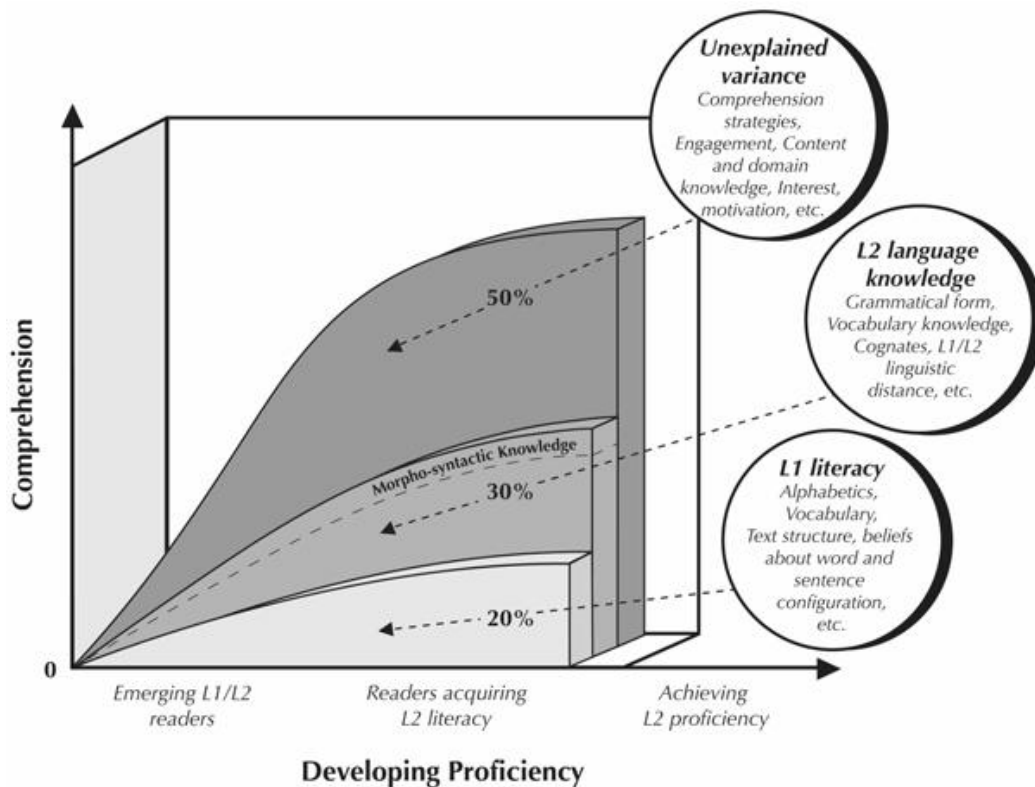 Unexplained
variance
Comprehension
strategies,
Engagement, Content
and domain
knowledge, Interest,
motivation, etc.
L2 language
knowledge
Grammatical form,
Vocabulary knowledge,
Cognates, L1/L2
linguistic
distance, etc.
L1 literacy
Alphabetics,
Vocabulary,
Text structure, beliefs
about word and
sentence
configuration,
etc.
50%
Morpho-syntactic Knowledge
30%
20%
Comprehension
0
Emerging L1/L2
readers
Readers acquiring
L2 literacy
Achieving
L2 proficiency
Developing Proficiency